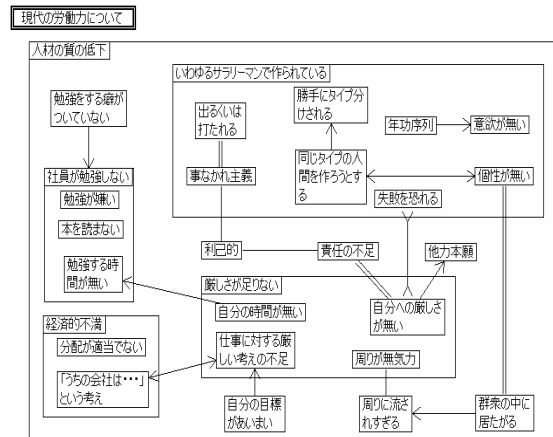 現代の労働力について
人材の質の低下
いわゆるサラリーマンで作られている
勉強をする癖が
ついていない
出るくいは
打たれる
勝手にタイプ分
けされる
年功序列
意欲が無い
社員が勉強しない
勉強が嫌い
本を読まない
勉強する時
間が無い
事なかれ主義
同じタイプの人
間を作ろうとす
る
個性が無い
失敗を恐れる
利己的
責任の不足
他力本願
厳しさが足りない
自分の時間が無い
自分への厳しさ
が無い
経済的不満
分配が適当でない
「うちの会社は・・・」
という考え
仕事に対する厳
しい考えの不足
周りが無気力
自分の目標
があいまい
周りに流さ
れすぎる
群衆の中に
居たがる